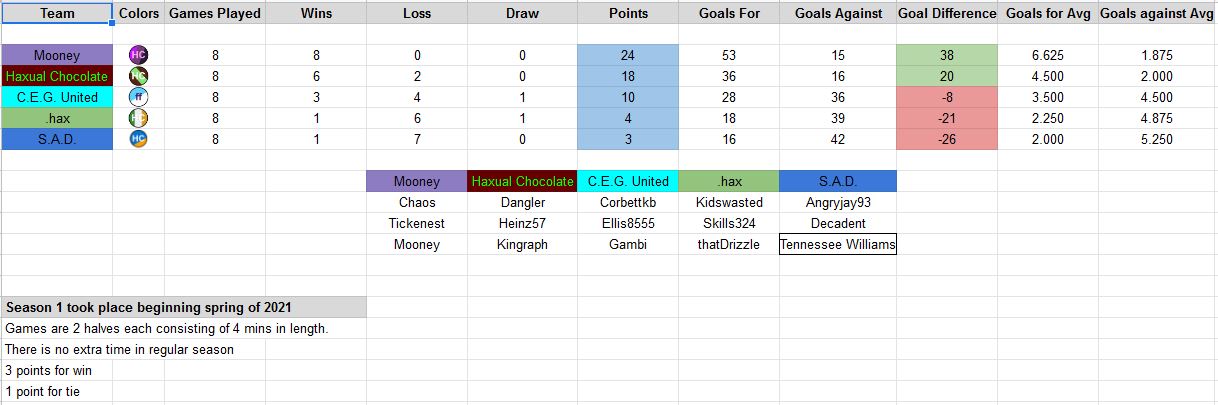 Team Colors Games Played Wins Loss Draw Points Goals For Goals Against Goal Difference Goals for Avg Goals against Avg
Mooney HC 8 8 0 0 24 53 15 38 6.625 1.875
Haxual Chocolate HC 8 6 2 0 18 36 16 20 4.500 2.000
C.E.G. United ff 8 3 4 1 10 28 36 -8 3.500 4.500
.hax HC 8 1 6 1 4 18 39 -21 2.250 4.875
S.A.D. HC 8 1 7 0 3 16 42 -26 2.000 5.250
Mooney Haxual Chocolate C.E.G. United .hax S.A.D.
Chaos Dangler Corbettkb Kidswasted Angryjay93
Tickenest Heinz57 Ellis8555 Skills324 Decadent
Mooney Kingraph Gambi thatDrizzle Tennessee Williams
Season 1 took place beginning spring of 2021
Games are 2 halves each consisting of 4 mins in length.
There is no extra time in regular season
3 points for win
1 point for tie